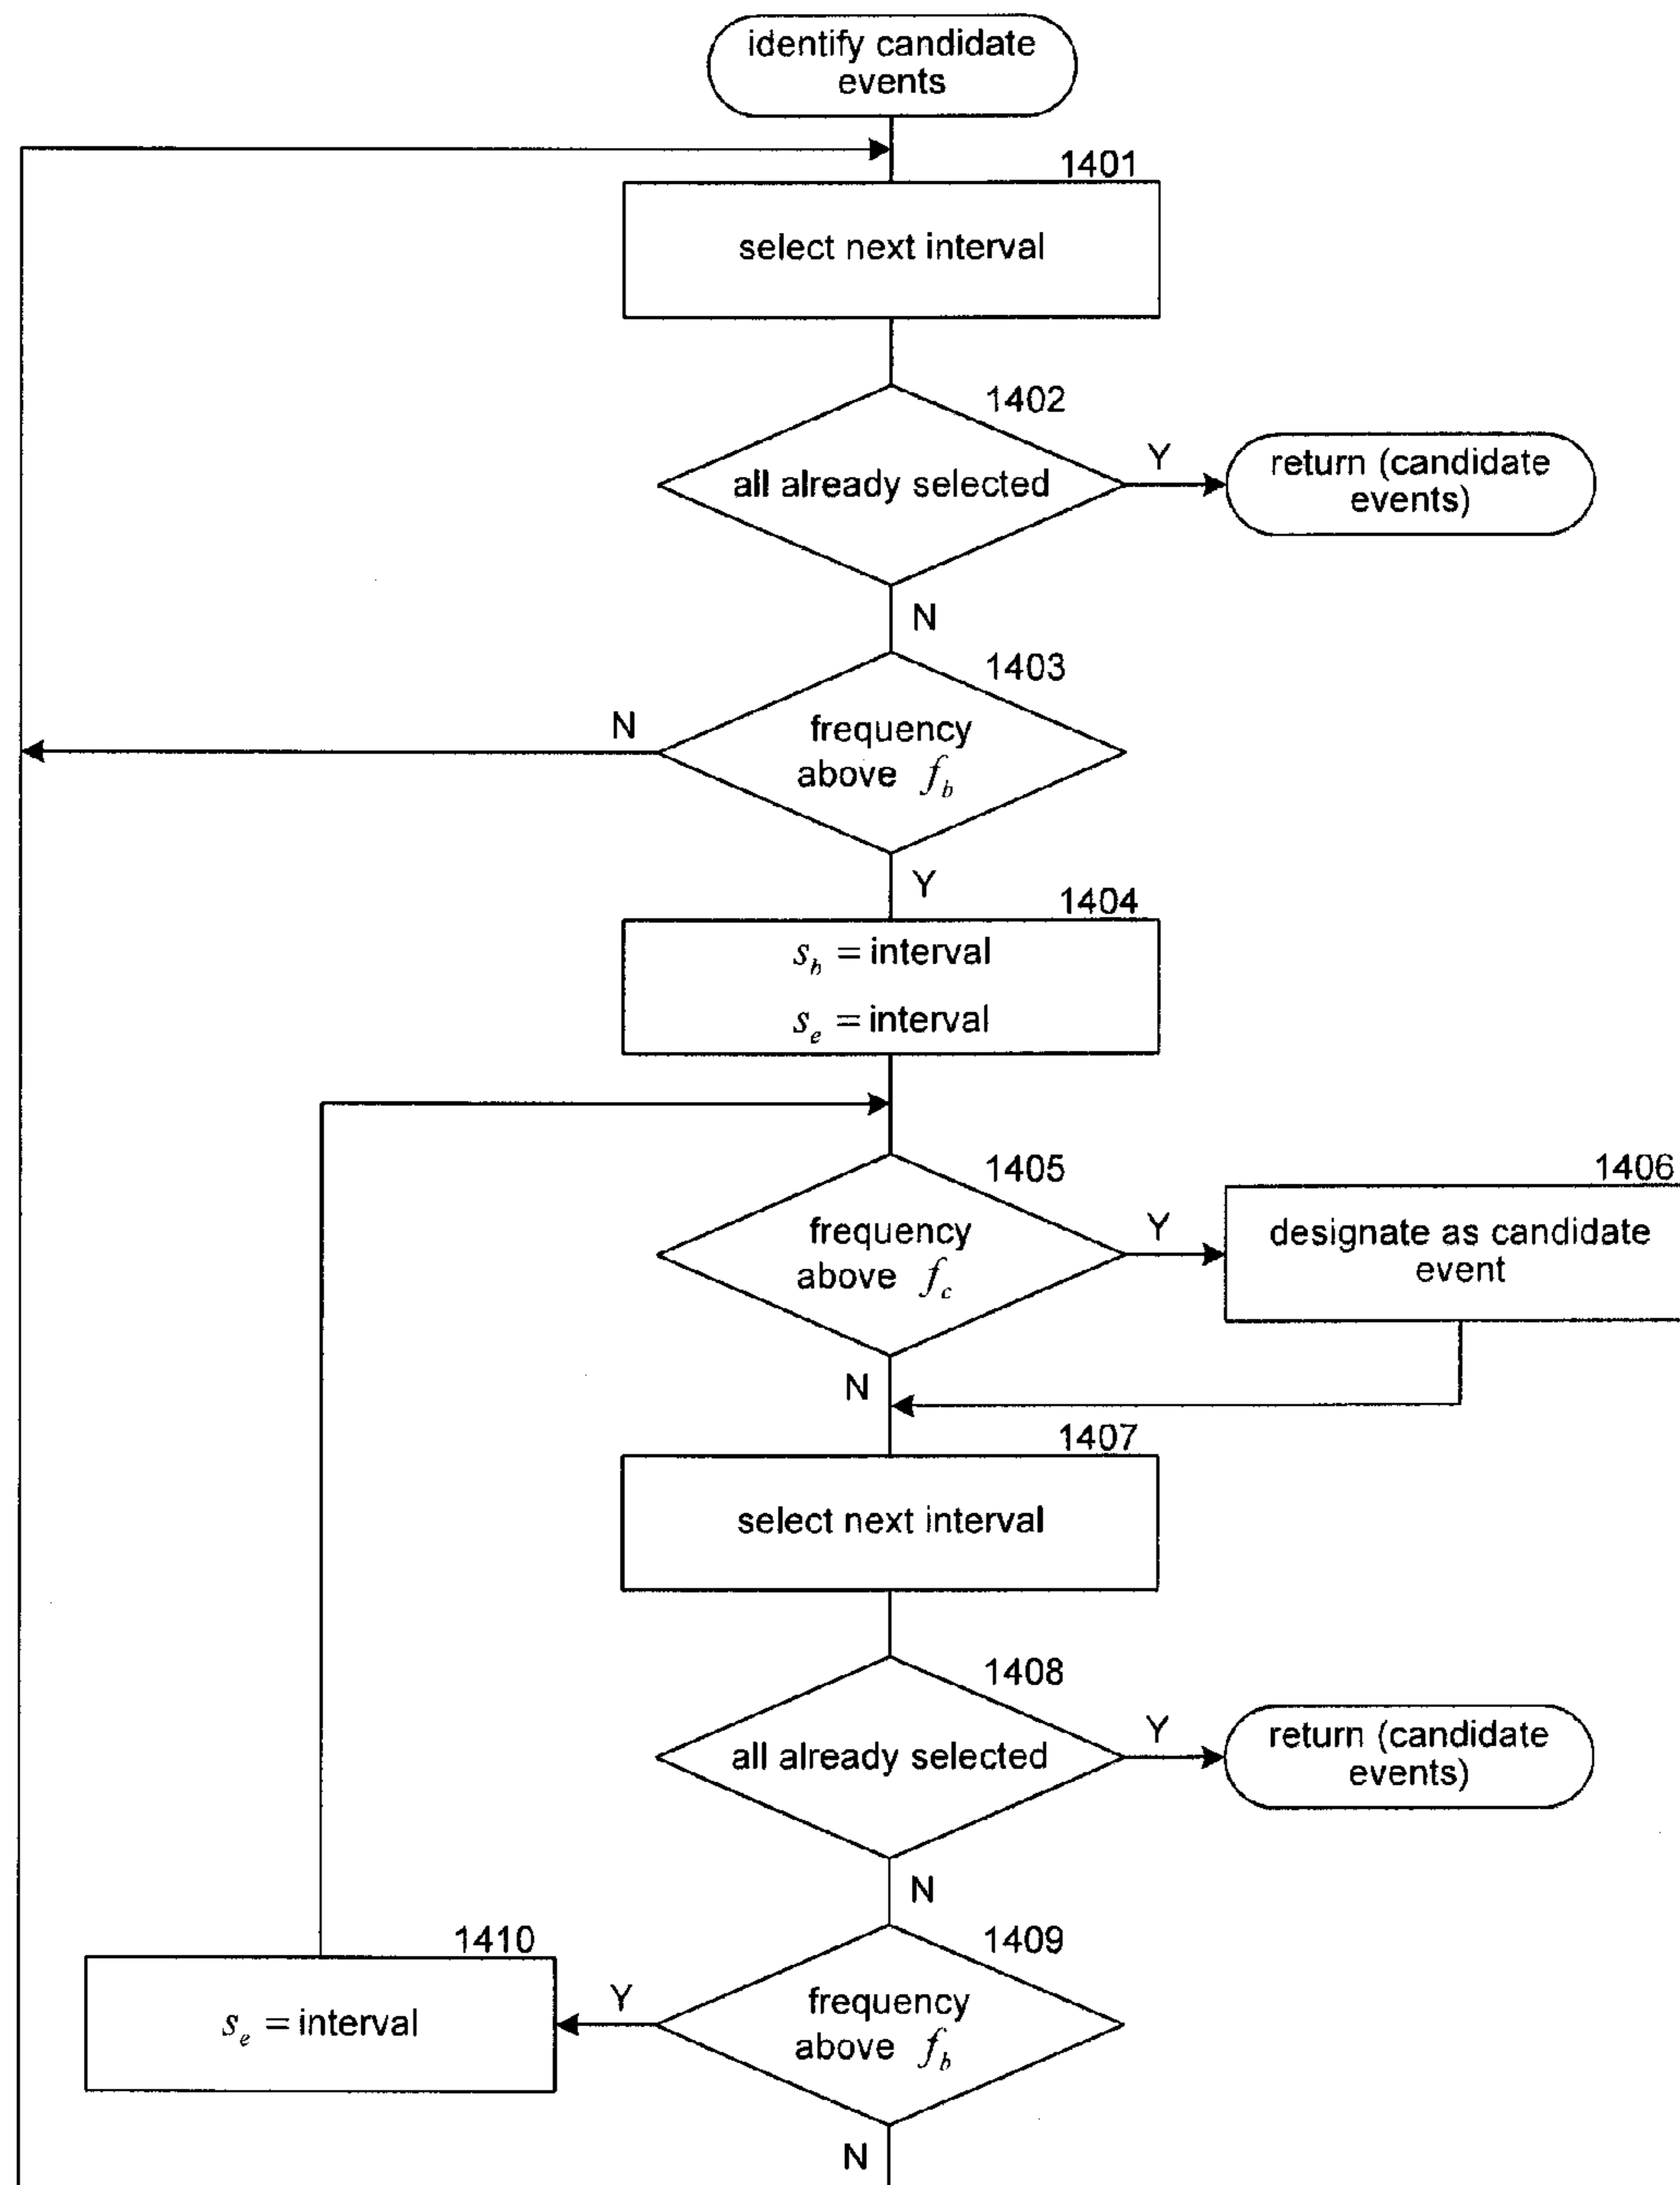 identify candidate
events
1401
select next interval
1402
all already selected
Y
return (candidate
events)
N
1403
N
frequency
above f_b
Y
1404
s_b = interval
s_e = interval
1405
frequency
above f_c
Y
1406
designate as candidate
event
N
1407
select next interval
1408
all already selected
Y
return (candidate
events)
N
1410
s_e = interval
1409
Y
frequency
above f_b
N